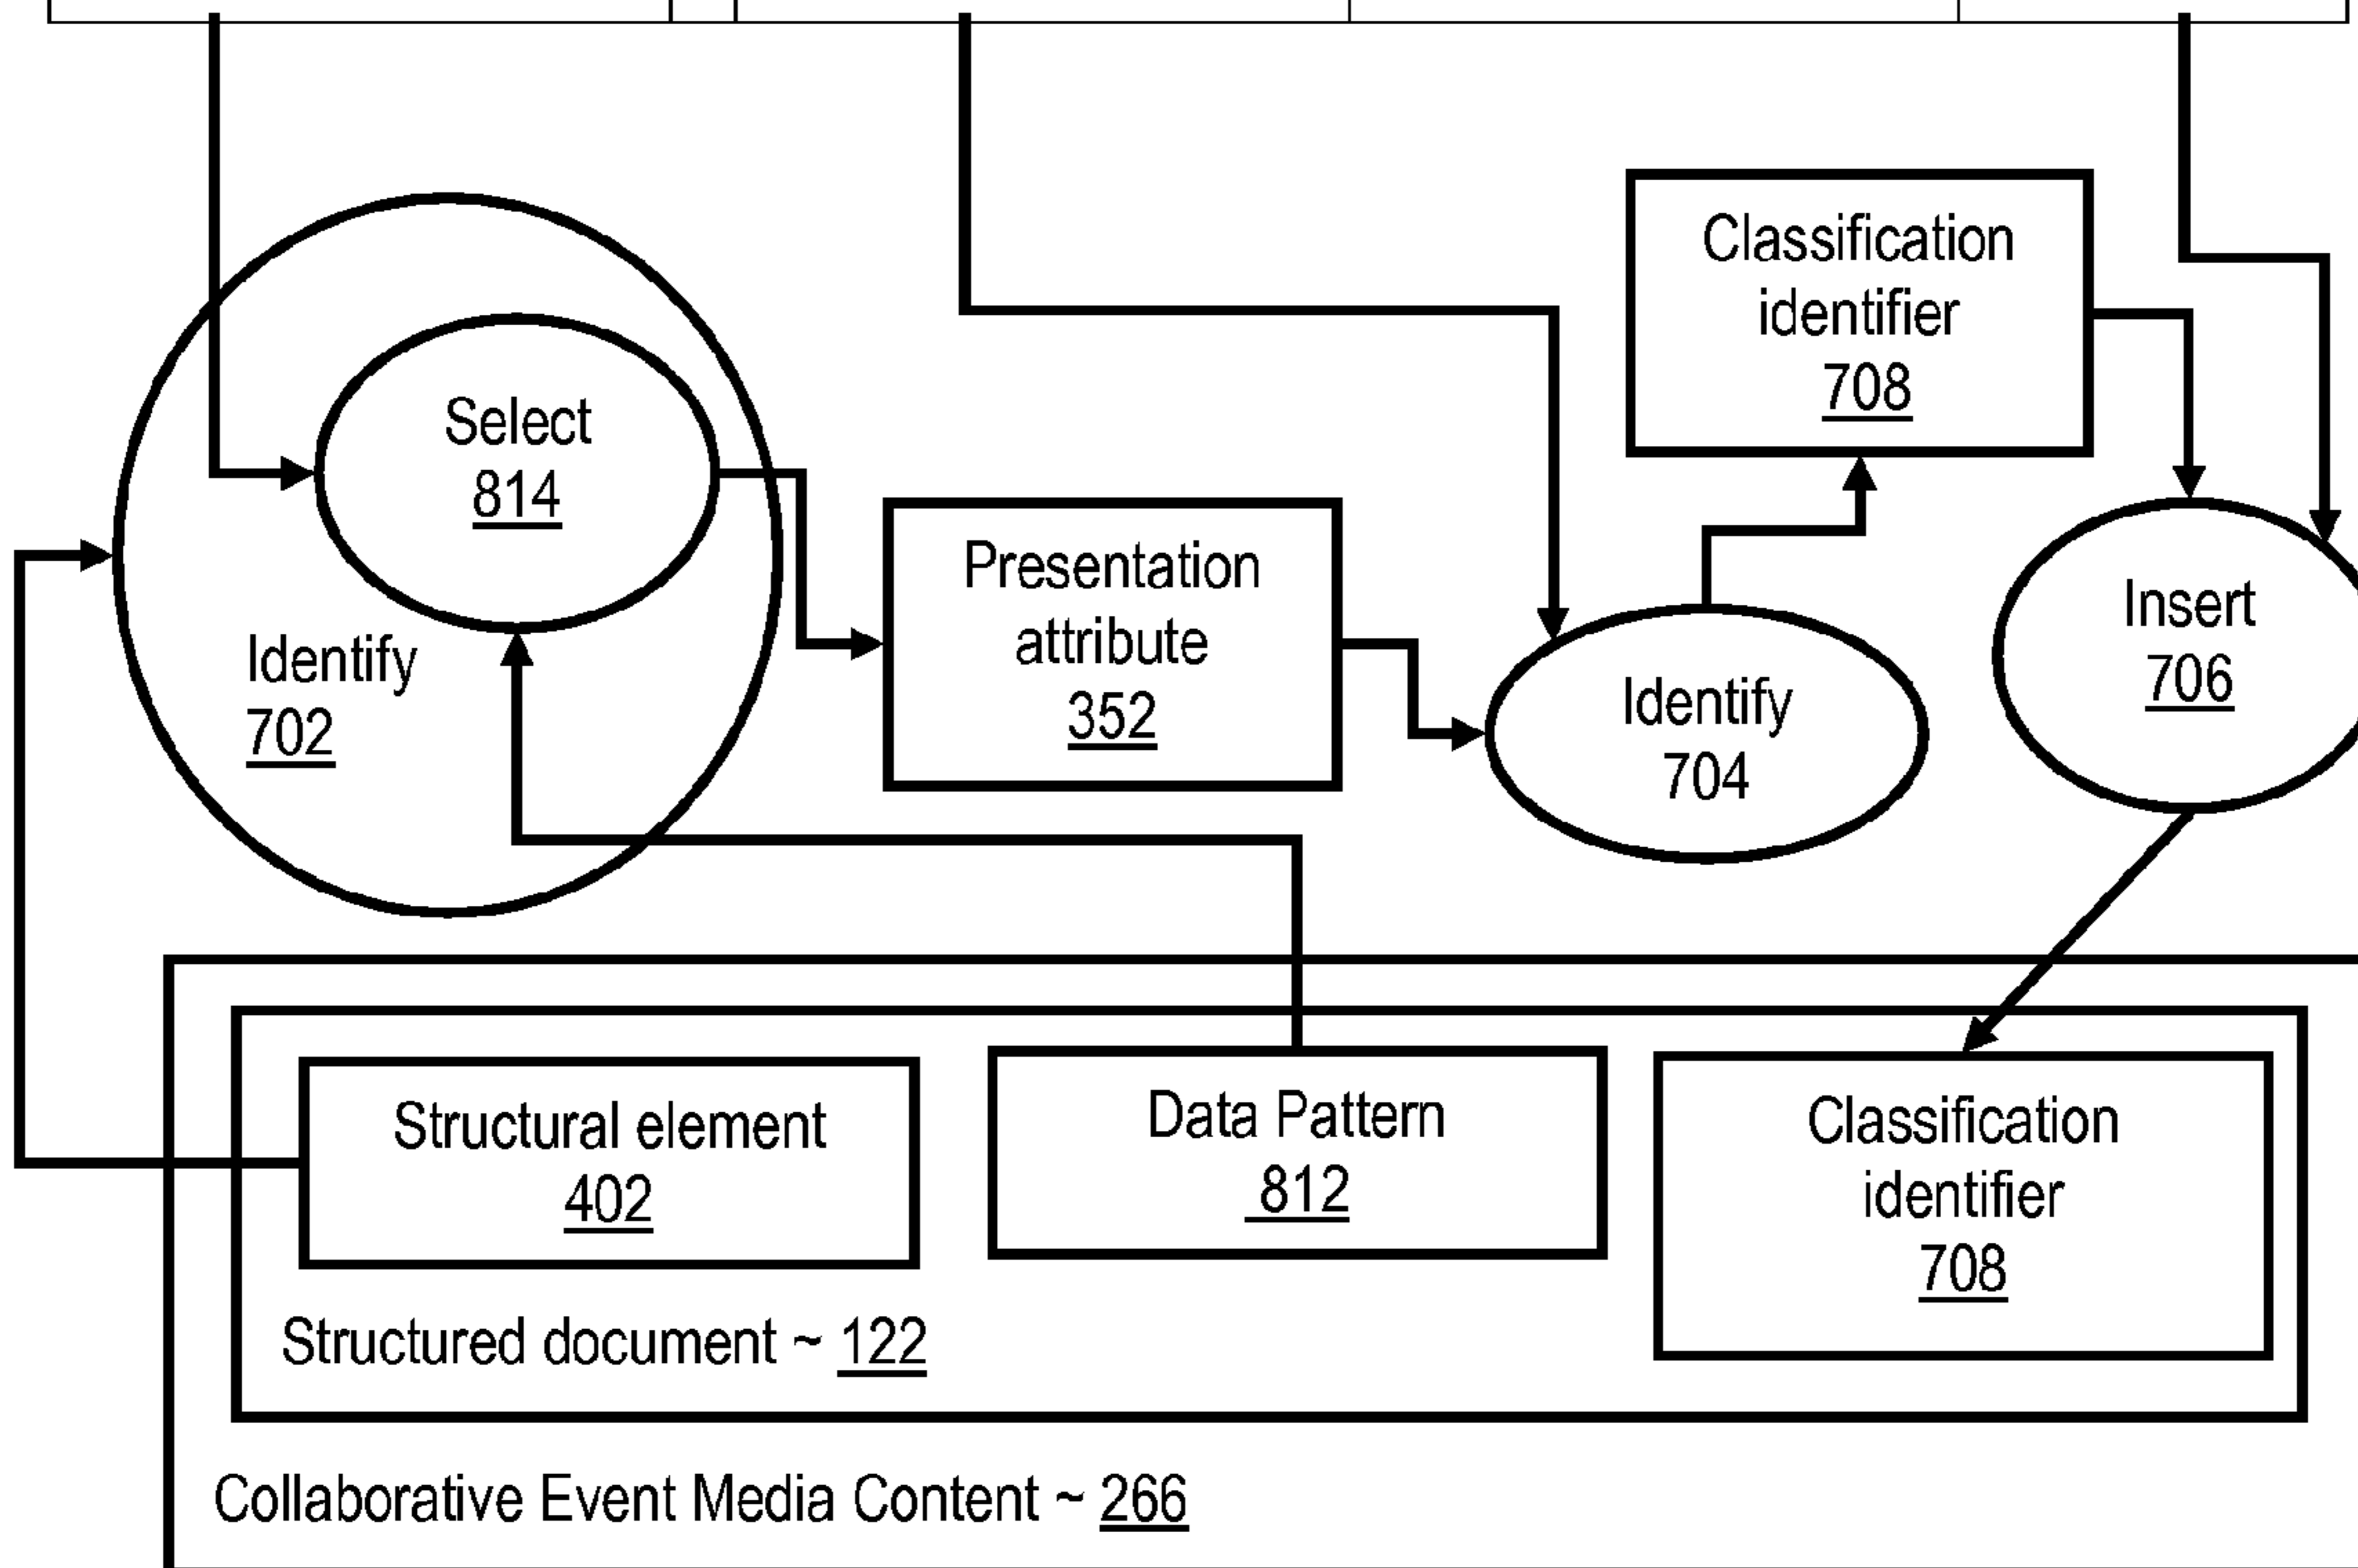 Classification
identifier
708
Select
814
Presentation
attribute
352
Insert
706
Identify
702
Identify
704
Structural element
402
Data Pattern
812
Classification
identifier
708
Structured document ~ 122
Collaborative Event Media Content ~ 266